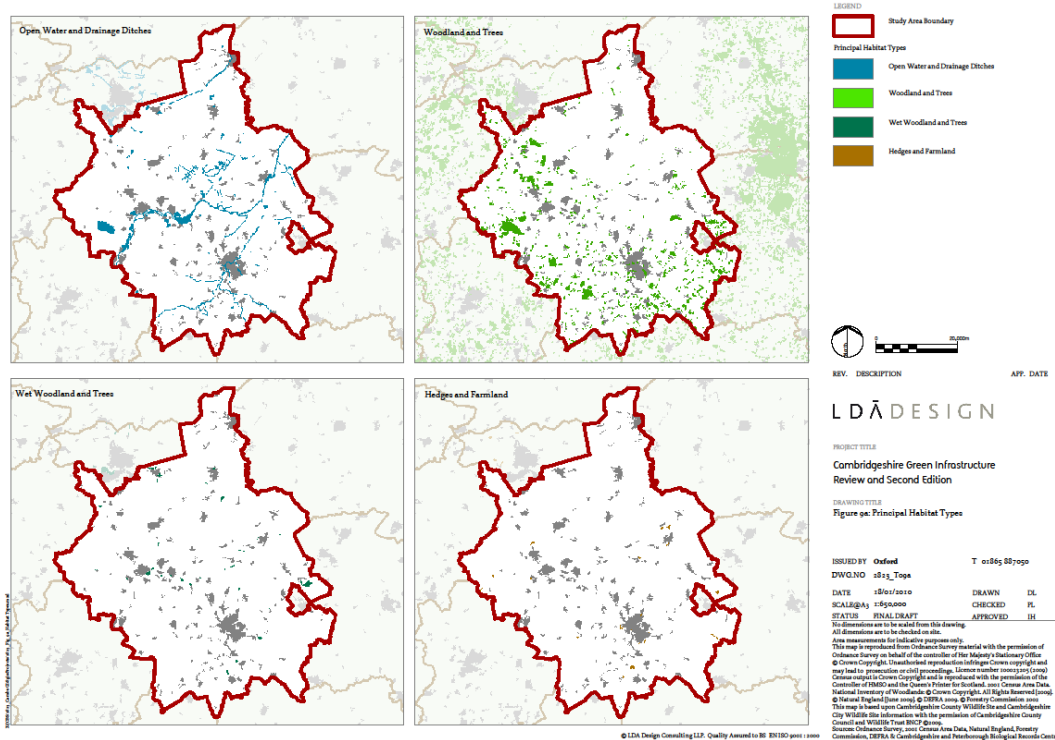 Open Water and Drainage Ditches
Woodland and Trees
Wet Woodland and Trees
Hedges and Farmland
LEGEND
Study Area Boundary
Principal Habitat Types
Open Water and Drainage Ditches
Woodland and Trees
Wet Woodland and Trees
Hedges and Farmland
0 20,000m
REV. DESCRIPTION APP. DATE
LDĀDESIGN
PROJECT TITLE
Cambridgeshire Green Infrastructure
Review and Second Edition
DRAWING TITLE
Figure 9a: Principal Habitat Types
ISSUED BY Oxford T 01865 887050
DWG.NO 2823_T09a
DATE 18/01/2010 DRAWN DL
SCALE@A3 1:650,000 CHECKED PL
STATUS FINAL DRAFT APPROVED IH
No dimensions are to be scaled from this drawing.
All dimensions are to be checked on site.
Area measurements for indicative purposes only.
This map is reproduced from Ordnance Survey material with the permission of
Ordnance Survey on behalf of the controller of Her Majesty's Stationary Office
© Crown Copyright. Unauthorised reproduction infringes Crown copyright and
may lead to prosecution or civil proceedings. Licence number 100023205 (2009)
Census output is Crown Copyright and is reproduced with the permission of the
Controller of HMSO and the Queen's Printer for Scotland. 2001 Census Area Data.
National Inventory of Woodlands: © Crown Copyright. All Rights Reserved [2009].
© Natural England [June 2009]. © DEFRA 2009. © Forestry Commission 2002
This map is based upon Cambridgeshire County Wildlife Site and Cambridgeshire
City Wildlife Site information with the permission of Cambridgeshire County
Council and Wildlife Trust BNCP ©2009.
Sources: Ordnance Survey, 2001 Census Area Data, Natural England, Forestry
Commission, DEFRA & Cambridgeshire and Peterborough Biological Records Centre
© LDA Design Consulting LLP. Quality Assured to BS EN ISO 9001 : 2000